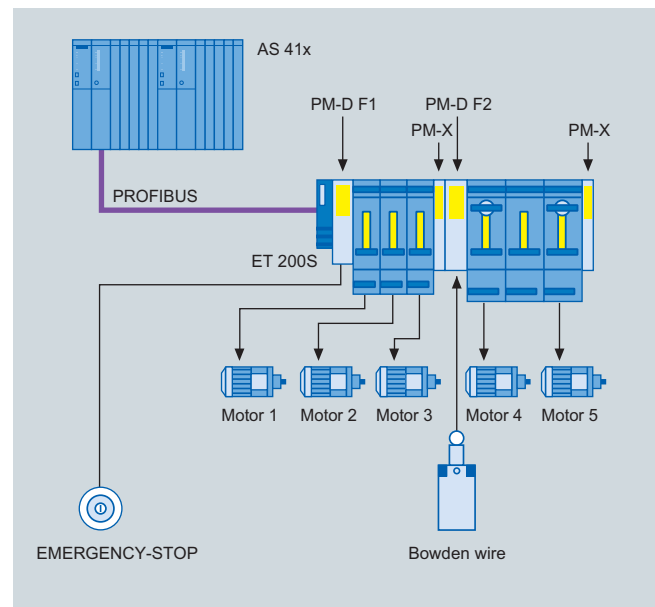 AS 41x
PM-D F1
PM-D F2
PM-X
PM-X
PROFIBUS
ET 200S
Motor 1
Motor 2
Motor 3
Motor 4
Motor 5
EMERGENCY-STOP
Bowden wire